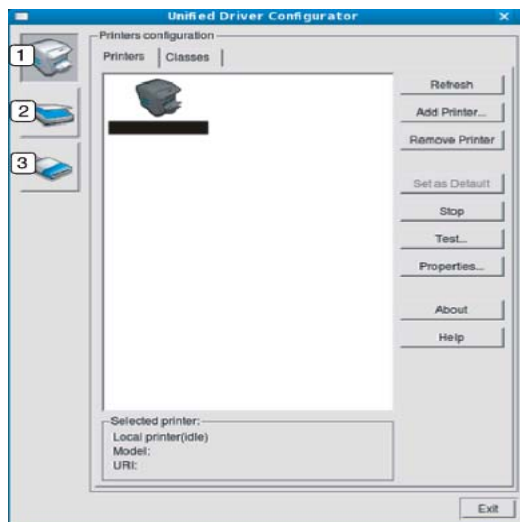 Unified Driver Configurator
1
2
3
Printers configuration
Printers
Classes
Refresh
Add Printer...
Remove Printer
Set as Default
Stop
Test...
Properties...
About
Help
Selected printer:
Local printer(idle)
Model:
URI:
Exit